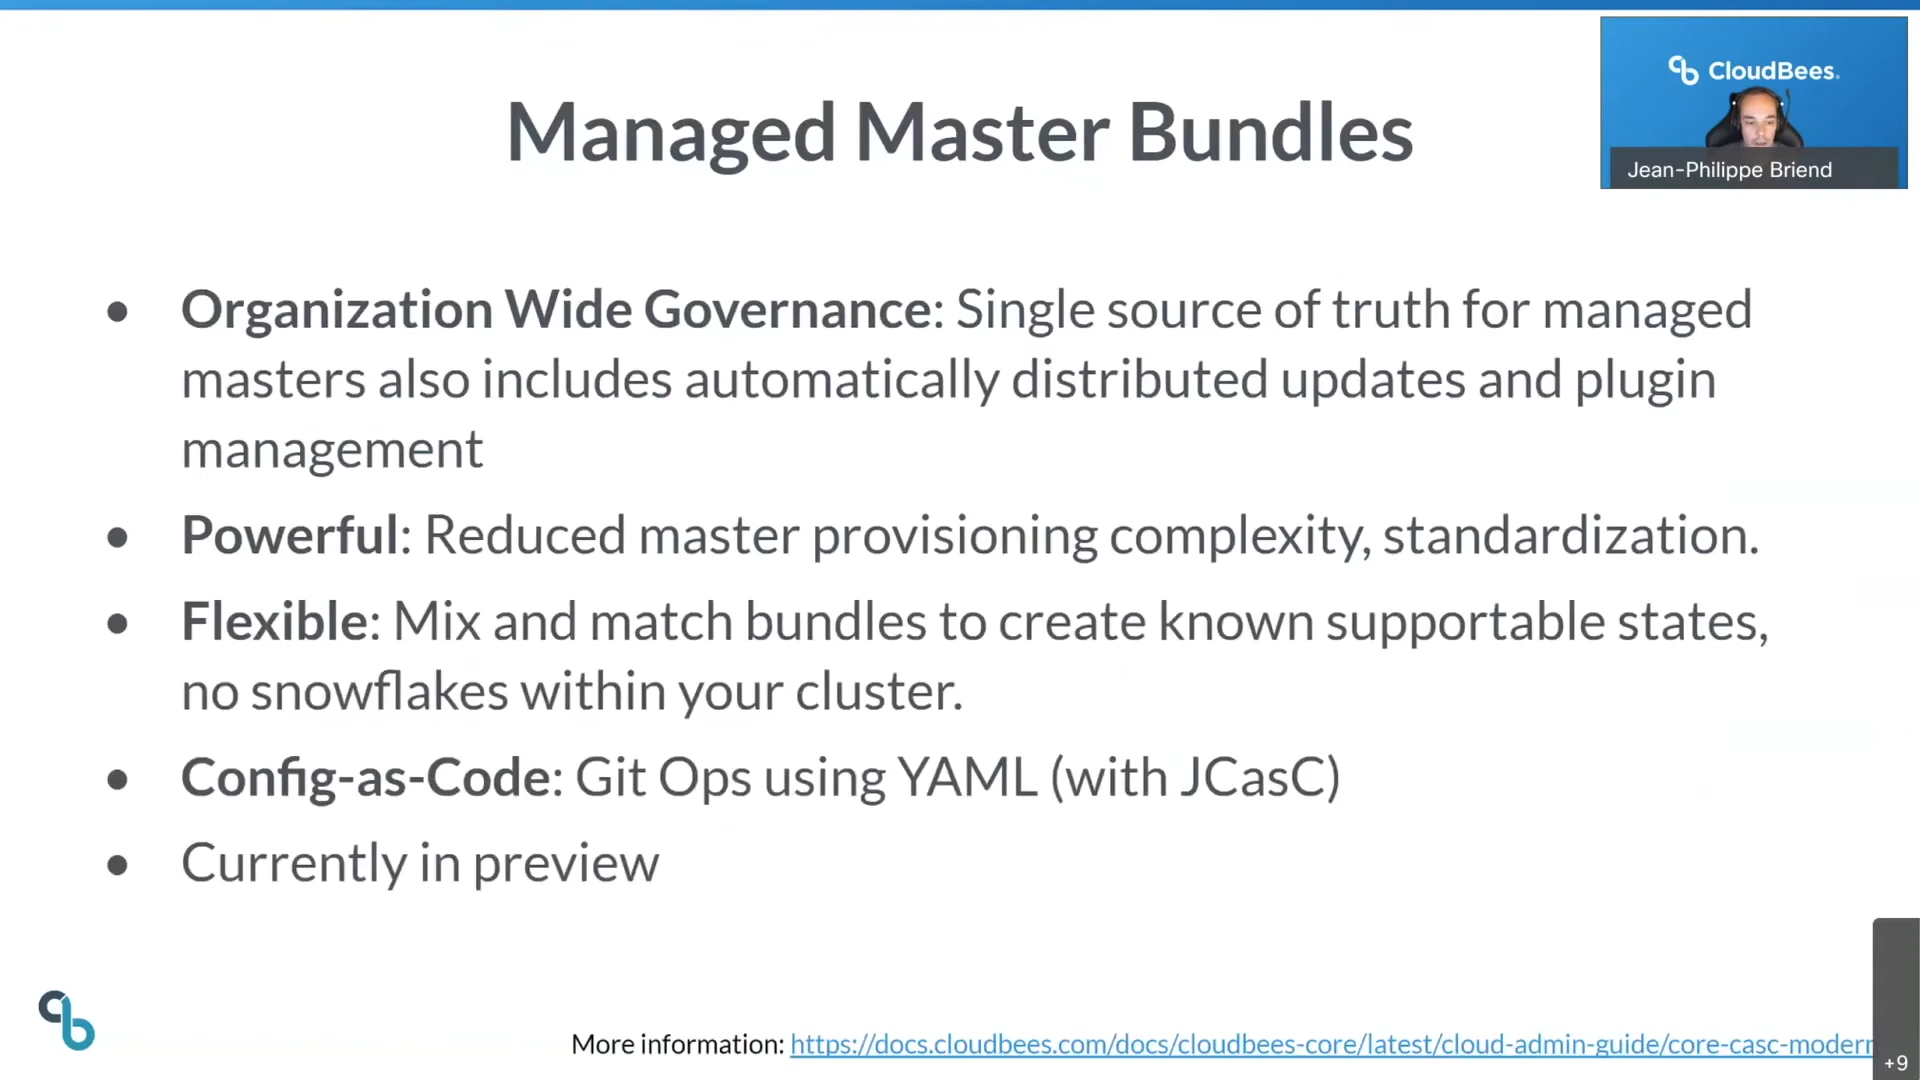 CloudBees.
Managed Master Bundles
Jean-Philippe Briend
● Organization Wide Governance: Single source of truth for managed
masters also includes automatically distributed updates and plugin
management
● Powerful: Reduced master provisioning complexity, standardization.
● Flexible: Mix and match bundles to create known supportable states,
no snowflakes within your cluster.
● Config-as-Code: Git Ops using YAML (with JCasC)
● Currently in preview
More information: https://docs.cloudbees.com/docs/cloudbees-core/latest/cloud-admin-guide/core-casc-modern
+9